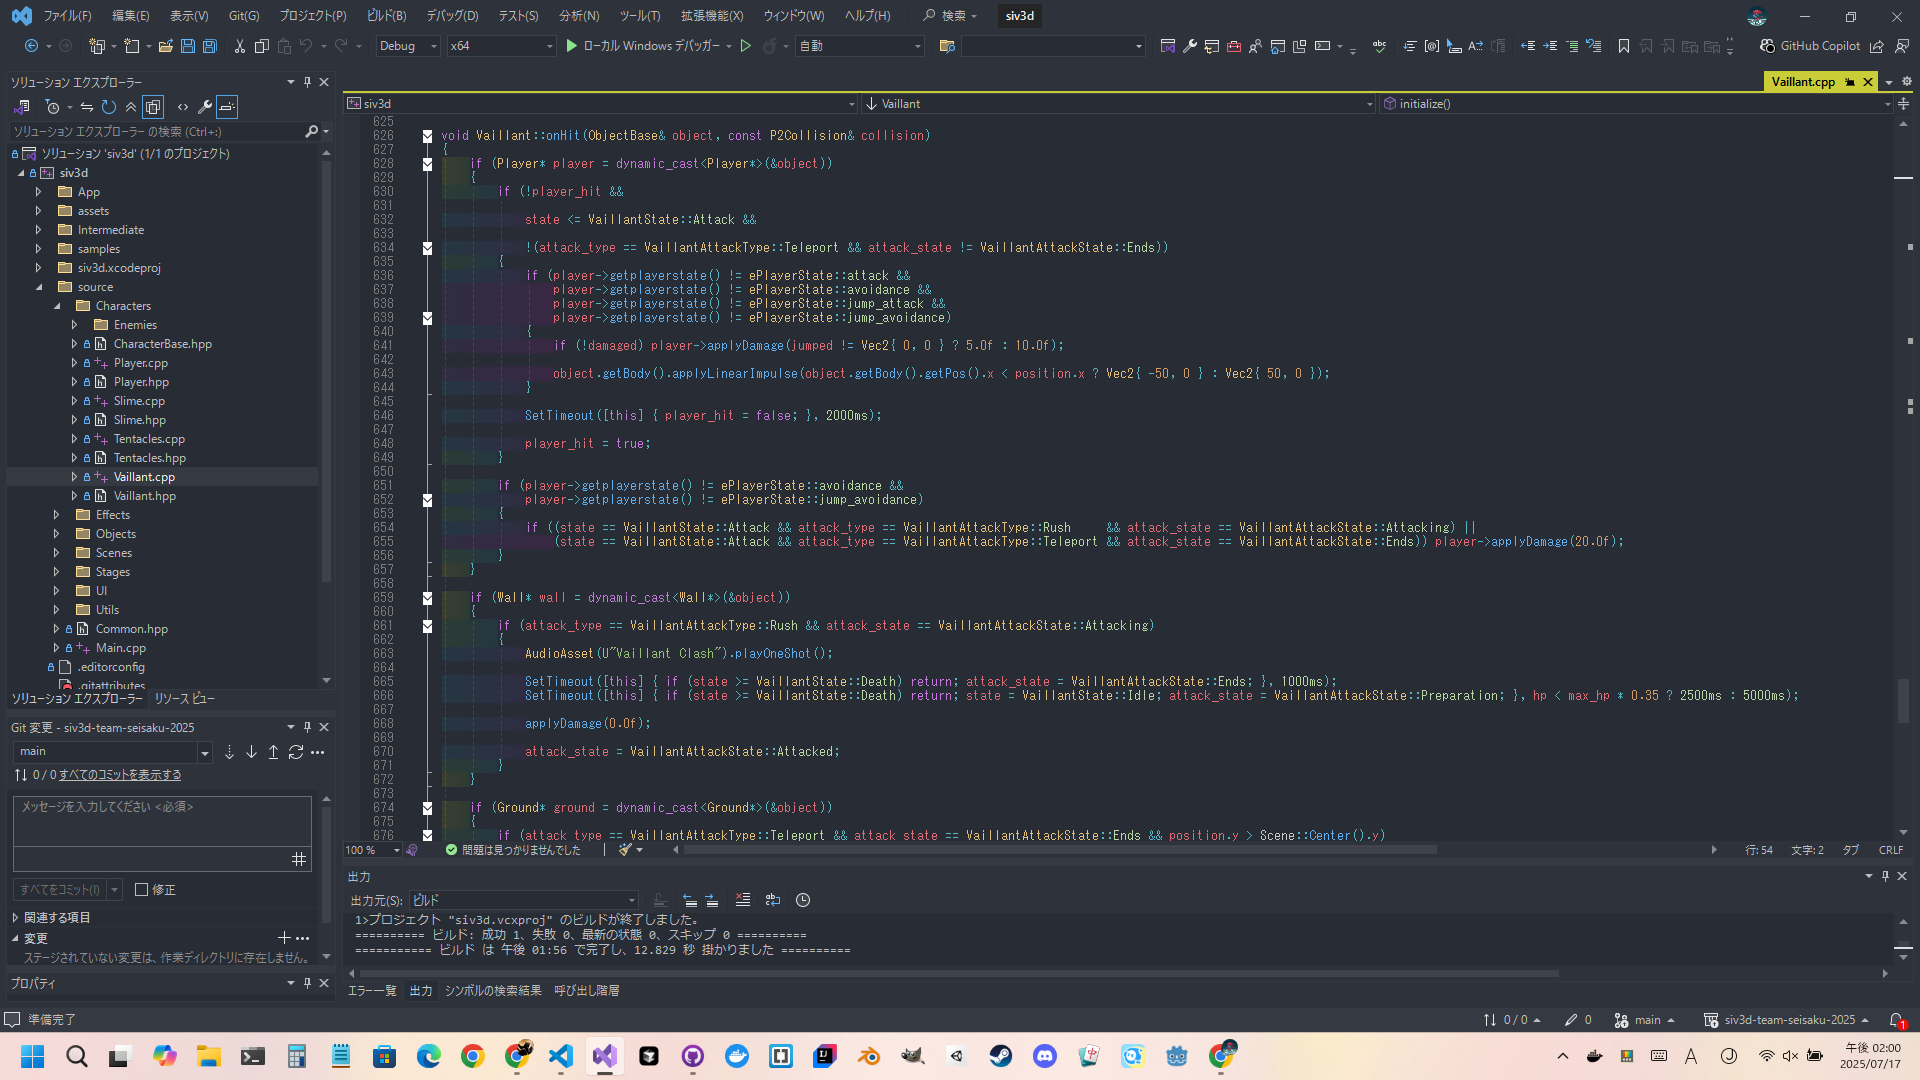 ファイル(F) 編集(E) 表示(V) Git(G) プロジェクト(P) ビルド(B) デバッグ(D) テスト(S) 分析(N) ツール(T) 拡張機能(X) ウィンドウ(W) ヘルプ(H) 検索 siv3d
Debug x64 ローカル Windows デバッガー 自動 GitHub Copilot
ソリューション エクスプローラー
ソリューション エクスプローラー の検索 (Ctrl+:)
ソリューション 'siv3d' (1/1 のプロジェクト)
siv3d
App
assets
Intermediate
samples
siv3d.xcodeproj
source
Characters
Enemies
CharacterBase.hpp
Player.cpp
Player.hpp
Slime.cpp
Slime.hpp
Tentacles.cpp
Tentacles.hpp
Vaillant.cpp
Vaillant.hpp
Effects
Objects
Scenes
Stages
UI
Utils
Common.hpp
Main.cpp
.editorconfig
.gitattributes
ソリューション エクスプローラー リソース ビュー
Git 変更 - siv3d-team-seisaku-2025
main
0 / 0 すべてのコミットを表示する
メッセージを入力してください <必須>
すべてをコミット(I) 修正
関連する項目
変更
ステージされていない変更は、作業ディレクトリに存在しません。
プロパティ
Vaillant.cpp
siv3d Vaillant initialize()
625
626 void Vaillant::onHit(ObjectBase& object, const P2Collision& collision)
627 {
628 if (Player* player = dynamic_cast<Player*>(&object))
629 {
630 if (!player_hit &&
631
632 state <= VaillantState::Attack &&
633
634 !(attack_type == VaillantAttackType::Teleport && attack_state != VaillantAttackState::Ends))
635 {
636 if (player->getplayerstate() != ePlayerState::attack &&
637 player->getplayerstate() != ePlayerState::avoidance &&
638 player->getplayerstate() != ePlayerState::jump_attack &&
639 player->getplayerstate() != ePlayerState::jump_avoidance)
640 {
641 if (!damaged) player->applyDamage(jumped != Vec2{ 0, 0 } ? 5.0f : 10.0f);
642
643 object.getBody().applyLinearImpulse(object.getBody().getPos().x < position.x ? Vec2{ -50, 0 } : Vec2{ 50, 0 });
644 }
645
646 SetTimeout([this] { player_hit = false; }, 2000ms);
647
648 player_hit = true;
649 }
650
651 if (player->getplayerstate() != ePlayerState::avoidance &&
652 player->getplayerstate() != ePlayerState::jump_avoidance)
653 {
654 if ((state == VaillantState::Attack && attack_type == VaillantAttackType::Rush && attack_state == VaillantAttackState::Attacking) ||
655 (state == VaillantState::Attack && attack_type == VaillantAttackType::Teleport && attack_state == VaillantAttackState::Ends)) player->applyDamage(20.0f);
656 }
657 }
658
659 if (Wall* wall = dynamic_cast<Wall*>(&object))
660 {
661 if (attack_type == VaillantAttackType::Rush && attack_state == VaillantAttackState::Attacking)
662 {
663 AudioAsset(U"Vaillant Clash").playOneShot();
664
665 SetTimeout([this] { if (state >= VaillantState::Death) return; attack_state = VaillantAttackState::Ends; }, 1000ms);
666 SetTimeout([this] { if (state >= VaillantState::Death) return; state = VaillantState::Idle; attack_state = VaillantAttackState::Preparation; }, hp < max_hp * 0.35 ? 2500ms : 5000ms);
667
668 applyDamage(0.0f);
669
670 attack_state = VaillantAttackState::Attacked;
671 }
672 }
673
674 if (Ground* ground = dynamic_cast<Ground*>(&object))
675 {
676 if (attack_type == VaillantAttackType::Teleport && attack_state == VaillantAttackState::Ends && position.y > Scene::Center().y)
100 % 問題は見つかりませんでした 行: 54 文字: 2 タブ CRLF
出力
出力元(S): ビルド
1>プロジェクト "siv3d.vcxproj" のビルドが終了しました。
========== ビルド: 成功 1、失敗 0、最新の状態 0、スキップ 0 ==========
========== ビルド は 午後 01:56 で完了し、12.829 秒 掛かりました ==========
エラー一覧 出力 シンボルの検索結果 呼び出し階層
準備完了 0 / 0 0 main siv3d-team-seisaku-2025 1
午後 02:00
2025/07/17